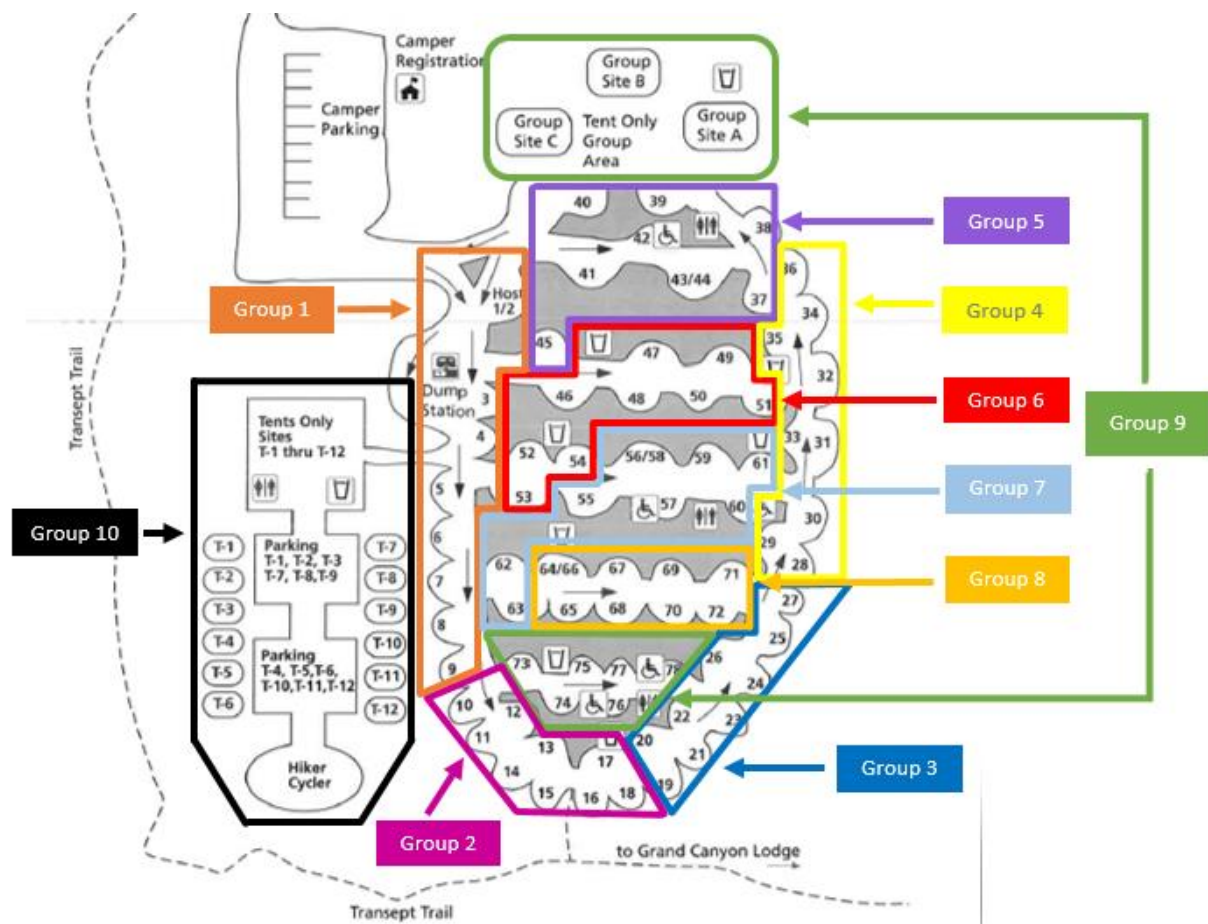 Camper
Registration
Camper
Parking
Group
Site B
Group
Site C
Tent Only
Group
Area
Group
Site A
40
39
38
42
41
43/44
37
36
Group 5
Host
1/2
Group 1
Group 4
34
45
47
49
35
32
Dump
Station
3
46
48
50
51
Group 6
Group 9
4
52
54
53
56/58
59
61
33
31
Tents Only
Sites
T-1 thru T-12
5
55
57
60
30
Group 7
6
29
28
Group 10
T-1
T-2
T-3
T-4
T-5
T-6
Parking
T-1, T-2, T-3
T-7, T-8,T-9
Parking
T-4, T-5,T-6,
T-10,T-11,T-12
T-7
T-8
T-9
T-10
T-11
T-12
Hiker
Cycler
7
8
9
62
64/66
67
69
71
Group 8
63
65
68
70
72
27
25
73
75
77
78
26
24
74
76
22
23
10
12
11
13
17
20
21
14
15
16
18
19
Group 3
Group 2
Transept Trail
to Grand Canyon Lodge
Transept Trail